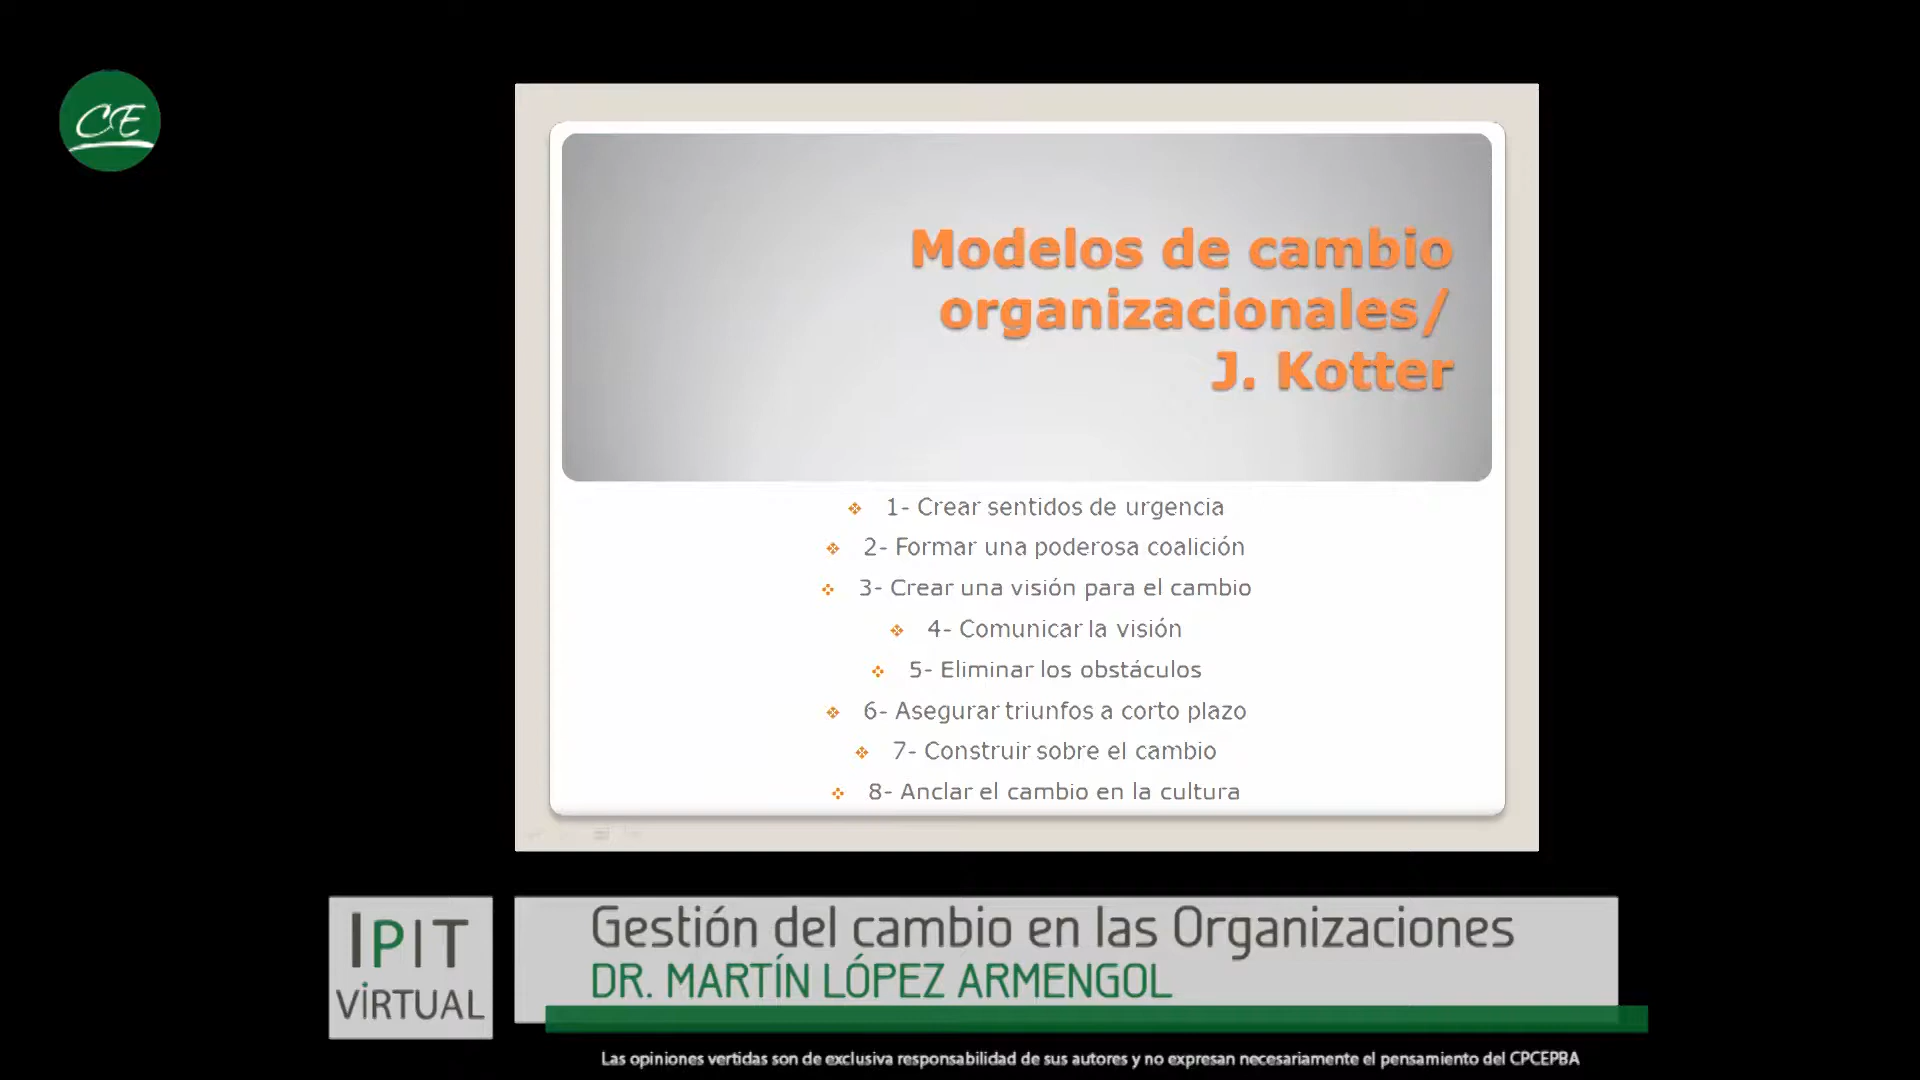 CE
Modelos de cambio
organizacionales/
J. Kotter
❖ 1- Crear sentidos de urgencia
❖ 2- Formar una poderosa coalición
❖ 3- Crear una visión para el cambio
❖ 4- Comunicar la visión
❖ 5- Eliminar los obstáculos
❖ 6- Asegurar triunfos a corto plazo
❖ 7- Construir sobre el cambio
❖ 8- Anclar el cambio en la cultura
IPIT
VIRTUAL
Gestión del cambio en las Organizaciones
DR. MARTÍN LÓPEZ ARMENGOL
Las opiniones vertidas son de exclusiva responsabilidad de sus autores y no expresan necesariamente el pensamiento del CPCEPBA